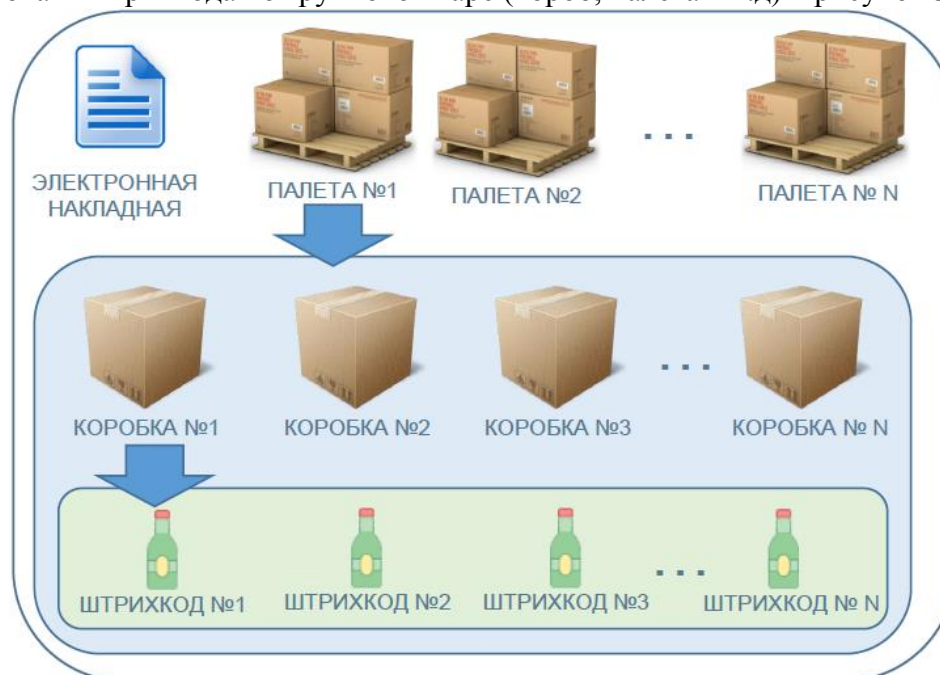 ЭЛЕКТРОННАЯ
НАКЛАДНАЯ
ПАЛЕТА №1
ПАЛЕТА №2
...
ПАЛЕТА № N
КОРОБКА №1
КОРОБКА №2
КОРОБКА №3
...
КОРОБКА № N
ШТРИХКОД №1
ШТРИХКОД №2
ШТРИХКОД №3
...
ШТРИХКОД № N